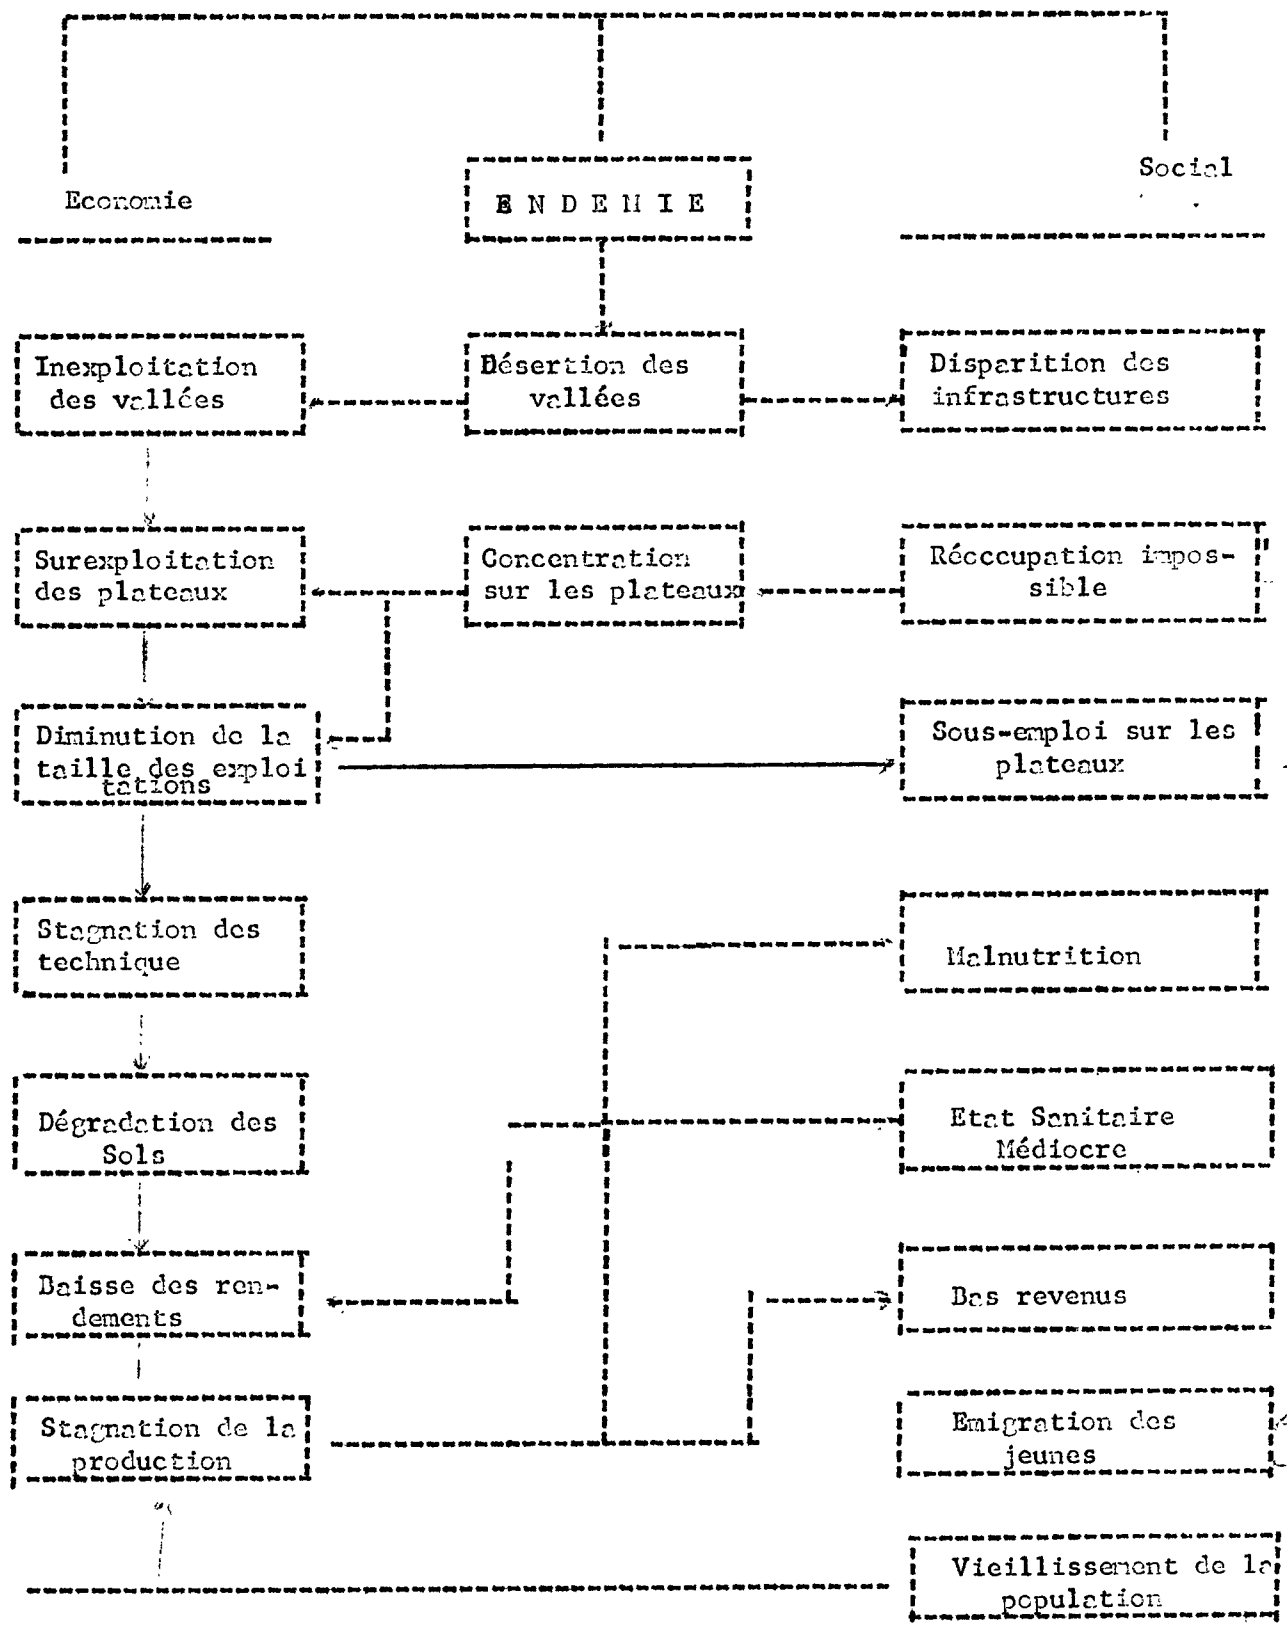 Economie
E N D E M I E
Social
Inexploitation
des vallées
Désertion des
vallées
Disparition des
infrastructures
Surexploitation
des plateaux
Concentration
sur les plateaux
Réoccupation impos-
sible
Diminution de la
taille des exploi
tations
Sous-emploi sur les
plateaux
Stagnation des
technique
Malnutrition
Dégradation des
Sols
Etat Sanitaire
Médiocre
Baisse des ren-
dements
Bas revenus
Stagnation de la
production
Emigration des
jeunes
Vieillissement de la
population